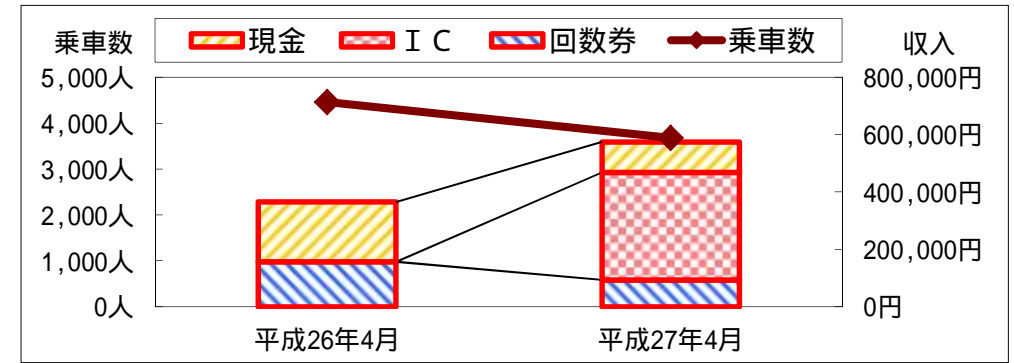 乗車数 現金 ＩＣ 回数券 乗車数 収入
5,000人 800,000円
4,000人 600,000円
3,000人 400,000円
2,000人 200,000円
1,000人 0円
0人
平成26年4月 平成27年4月